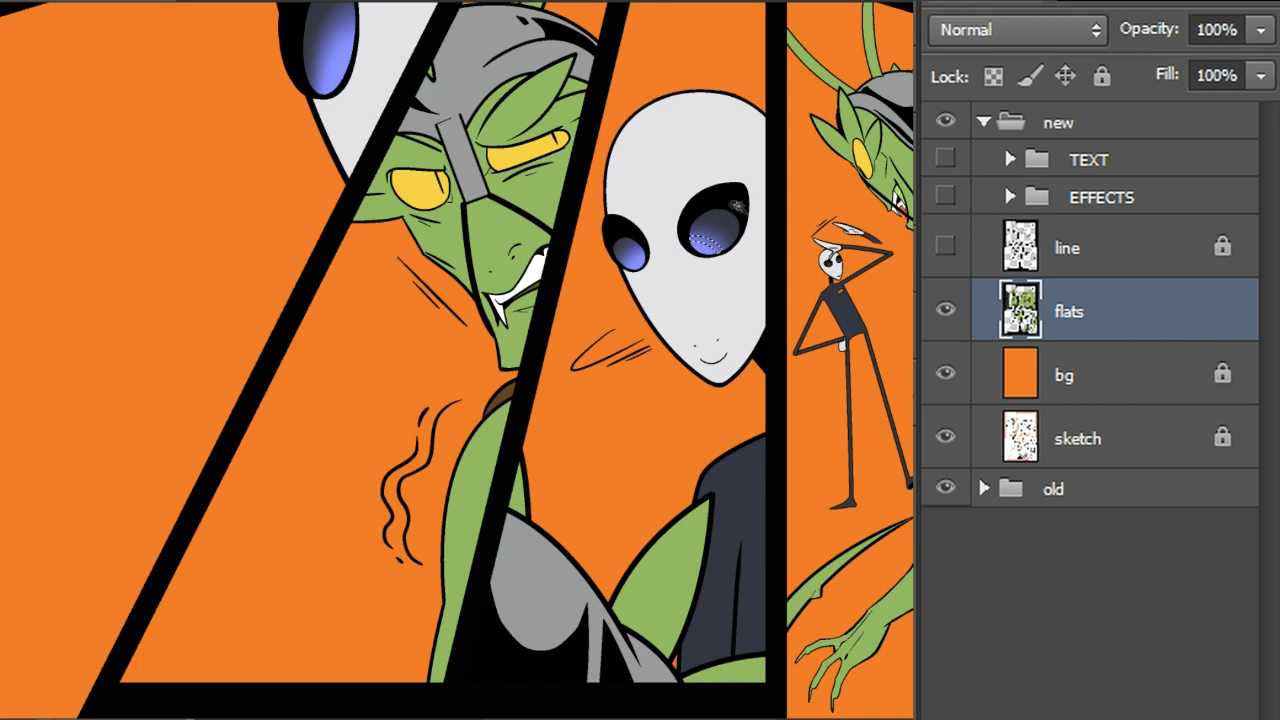 Normal Opacity: 100%
Lock: Fill: 100%
new
TEXT
EFFECTS
line
flats
bg
sketch
old